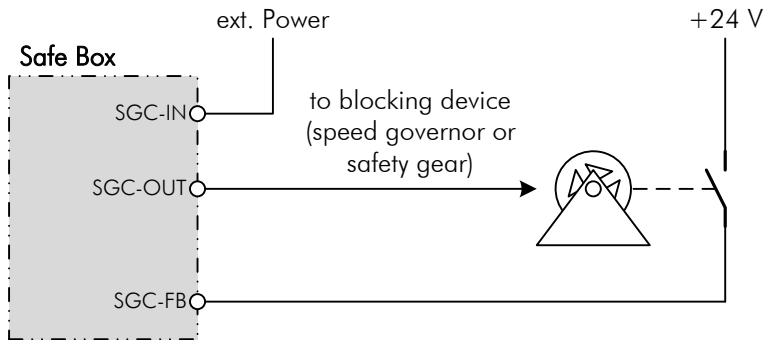 ext. Power
+24 V
Safe Box
SGC-IN
to blocking device
(speed governor or
safety gear)
SGC-OUT
SGC-FB